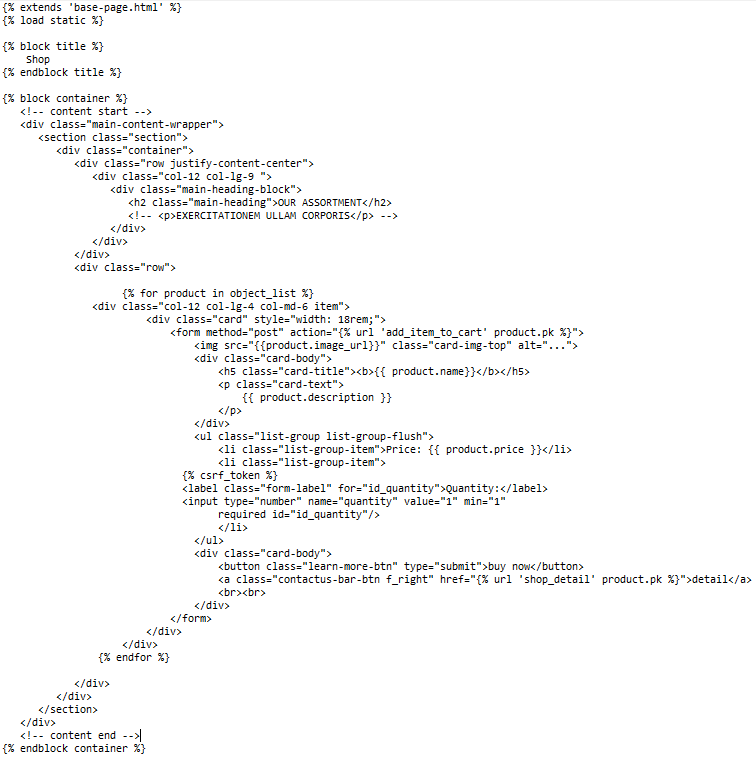 {% extends 'base-page.html' %}
{% load static %}
{% block title %}
Shop
{% endblock title %}
{% block container %}
<!-- content start -->
<div class="main-content-wrapper">
<section class="section">
<div class="container">
<div class="row justify-content-center">
<div class="col-12 col-lg-9 ">
<div class="main-heading-block">
<h2 class="main-heading">OUR ASSORTMENT</h2>
<!-- <p>EXERCITATIONEM ULLAM CORPORIS</p> -->
</div>
</div>
</div>
<div class="row">
{% for product in object_list %}
<div class="col-12 col-lg-4 col-md-6 item">
<div class="card" style="width: 18rem;">
<form method="post" action="{% url 'add_item_to_cart' product.pk %}">
<img src="{{product.image_url}}" class="card-img-top" alt="...">
<div class="card-body">
<h5 class="card-title"><b>{{ product.name}}</b></h5>
<p class="card-text">
{{ product.description }}
</p>
</div>
<ul class="list-group list-group-flush">
<li class="list-group-item">Price: {{ product.price }}</li>
<li class="list-group-item">
{% csrf_token %}
<label class="form-label" for="id_quantity">Quantity:</label>
<input type="number" name="quantity" value="1" min="1"
required id="id_quantity"/>
</li>
</ul>
<div class="card-body">
<button class="learn-more-btn" type="submit">buy now</button>
<a class="contactus-bar-btn f_right" href="{% url 'shop_detail' product.pk %}">detail</a>
<br><br>
</div>
</form>
</div>
</div>
{% endfor %}
</div>
</div>
</section>
</div>
<!-- content end -->
{% endblock container %}